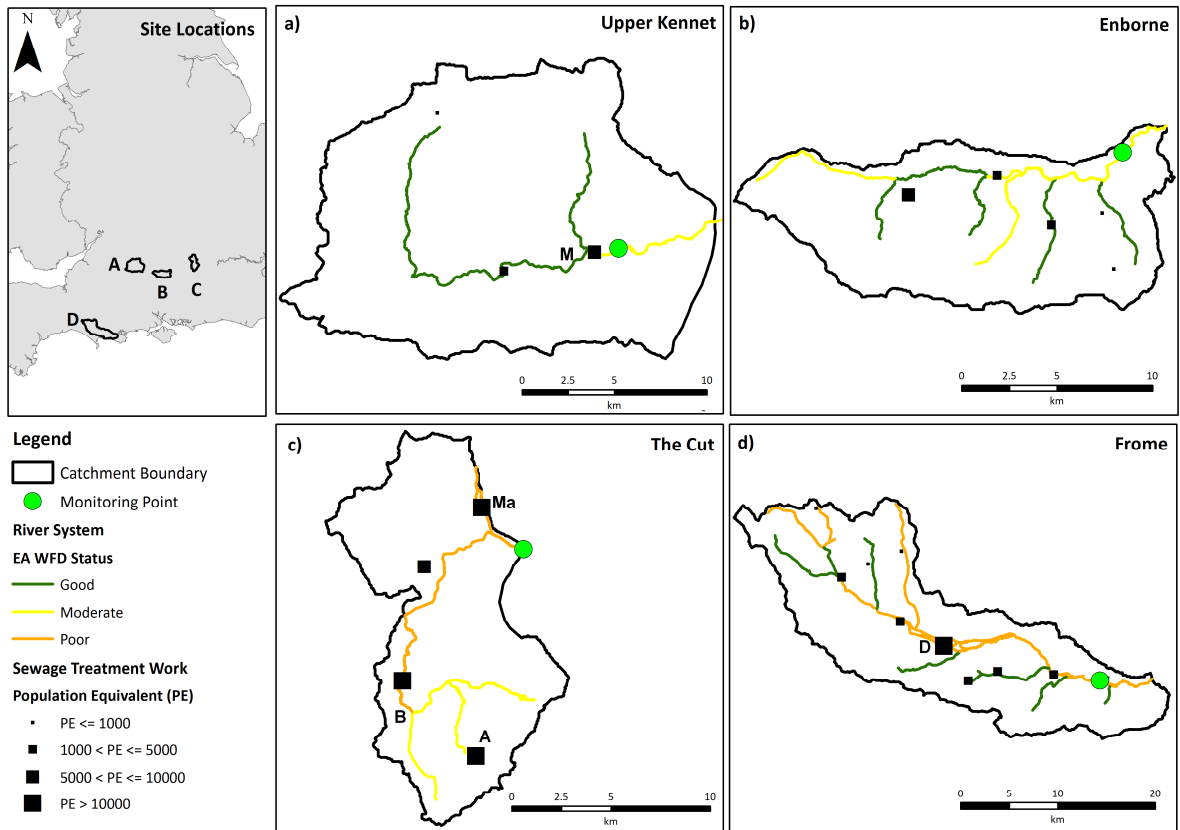 N
Site Locations
A
B
C
D
a)
Upper Kennet
M
0
2.5
5
10
km
b)
Enborne
0
2.5
5
10
km
Legend
Catchment Boundary
Monitoring Point
River System
EA WFD Status
Good
Moderate
Poor
Sewage Treatment Work
Population Equivalent (PE)
PE <= 1000
1000 < PE <= 5000
5000 < PE <= 10000
PE > 10000
c)
The Cut
Ma
B
A
0
2.5
5
10
km
d)
Frome
D
0
5
10
20
km